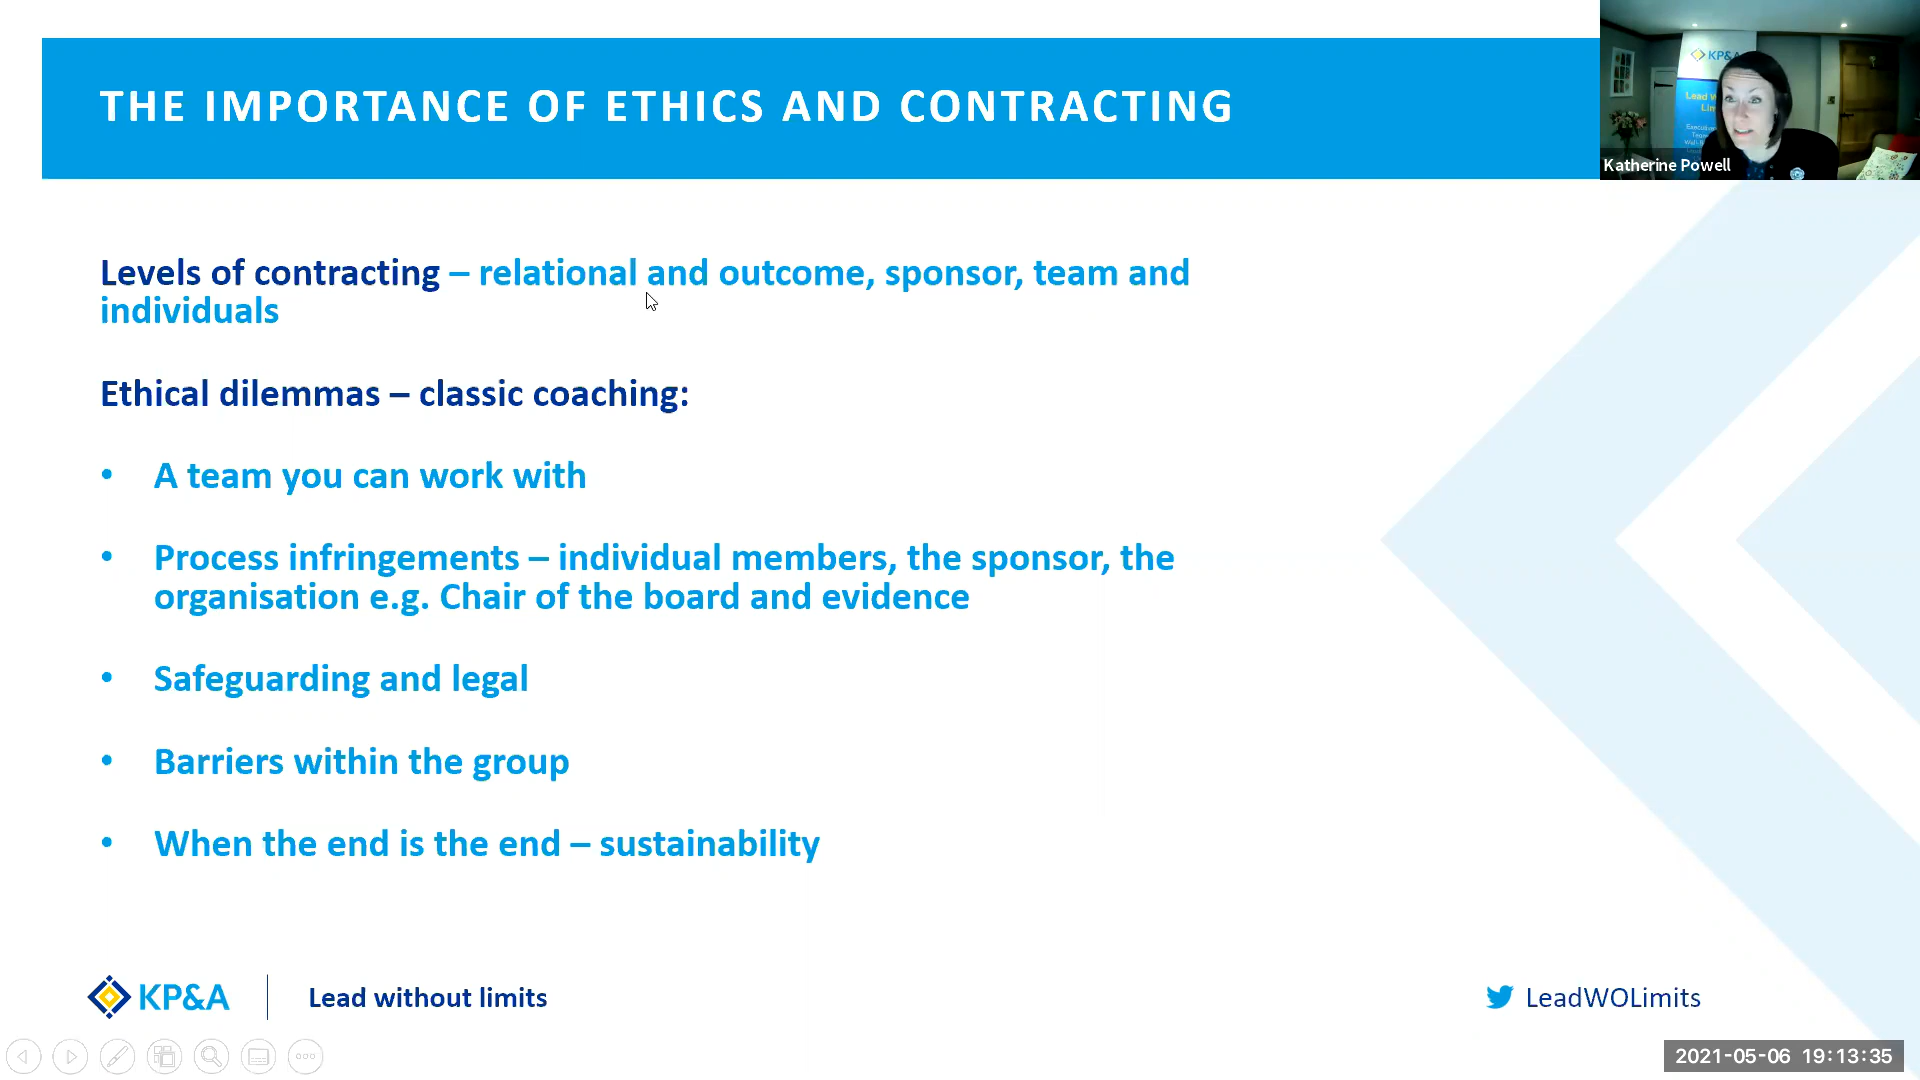 THE IMPORTANCE OF ETHICS AND CONTRACTING
KP&A
Lead W
Lim
Katherine Powell
Levels of contracting – relational and outcome, sponsor, team and
individuals
Ethical dilemmas – classic coaching:
• A team you can work with
• Process infringements – individual members, the sponsor, the
organisation e.g. Chair of the board and evidence
• Safeguarding and legal
• Barriers within the group
• When the end is the end – sustainability
KP&A
Lead without limits
LeadWOLimits
2021-05-06 19:13:35